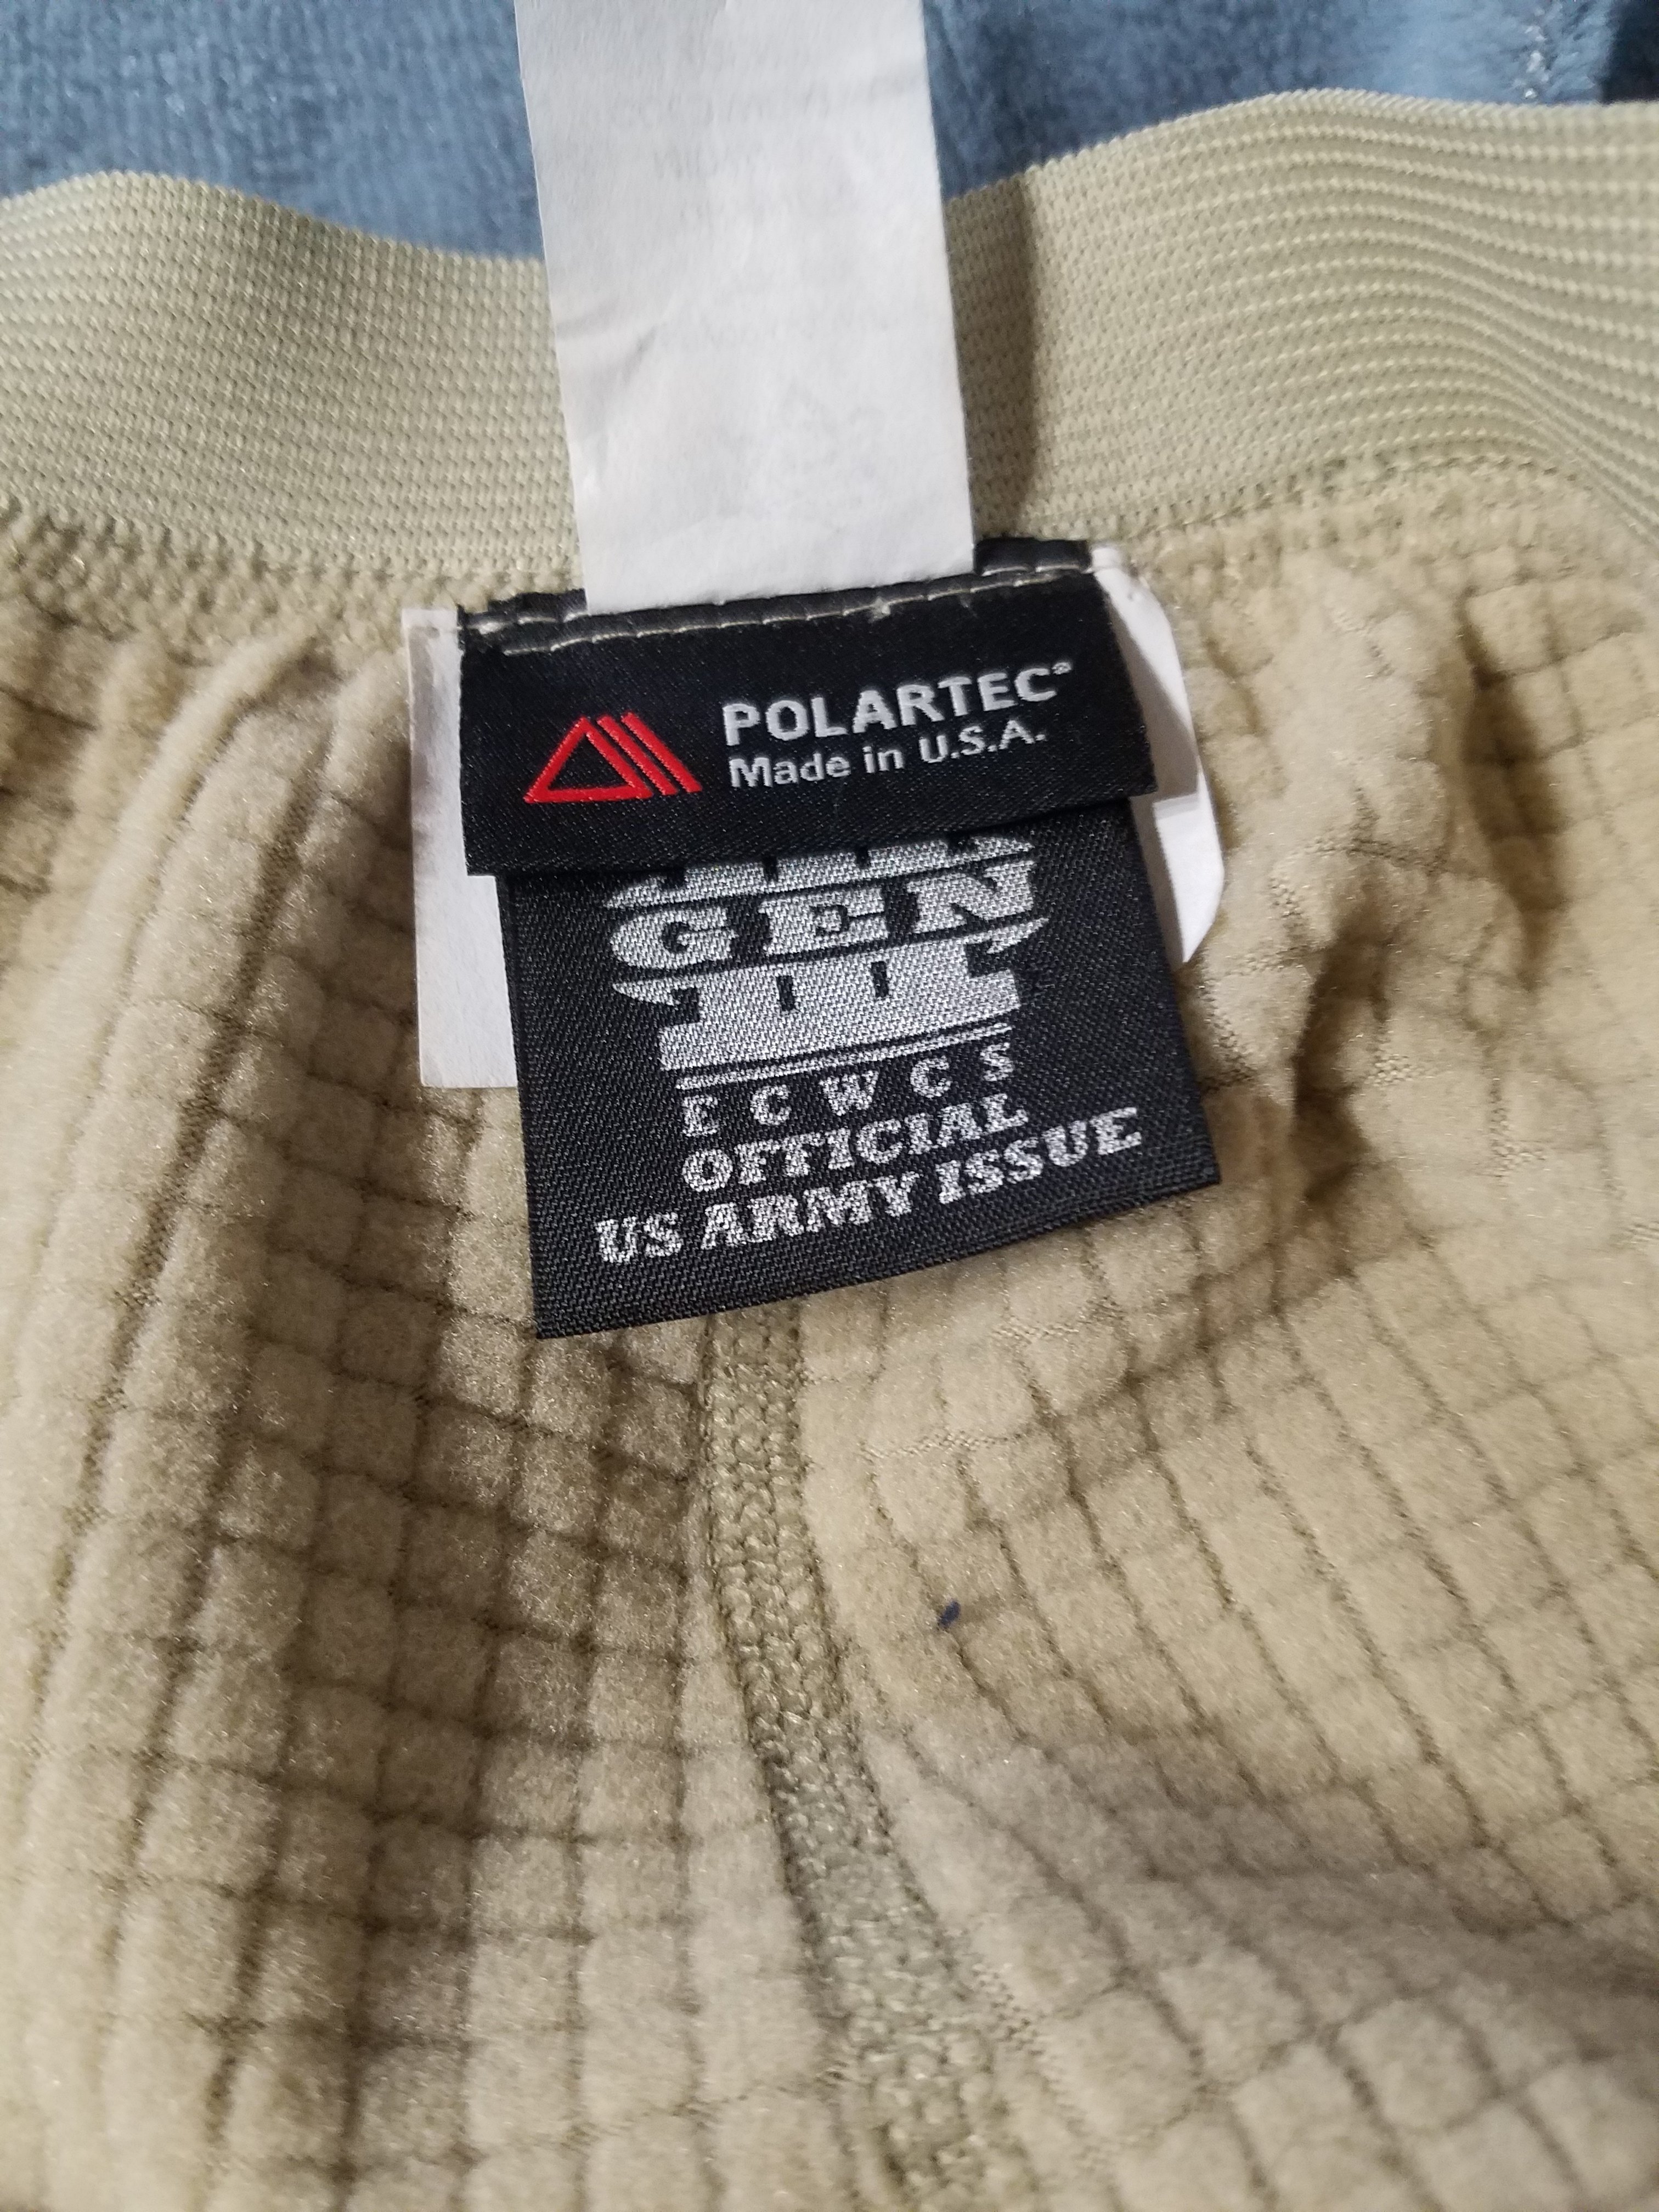 POLARTEC®
Made in U.S.A.
GEN
III
ECWCS
OFFICIAL
US ARMY ISSUE